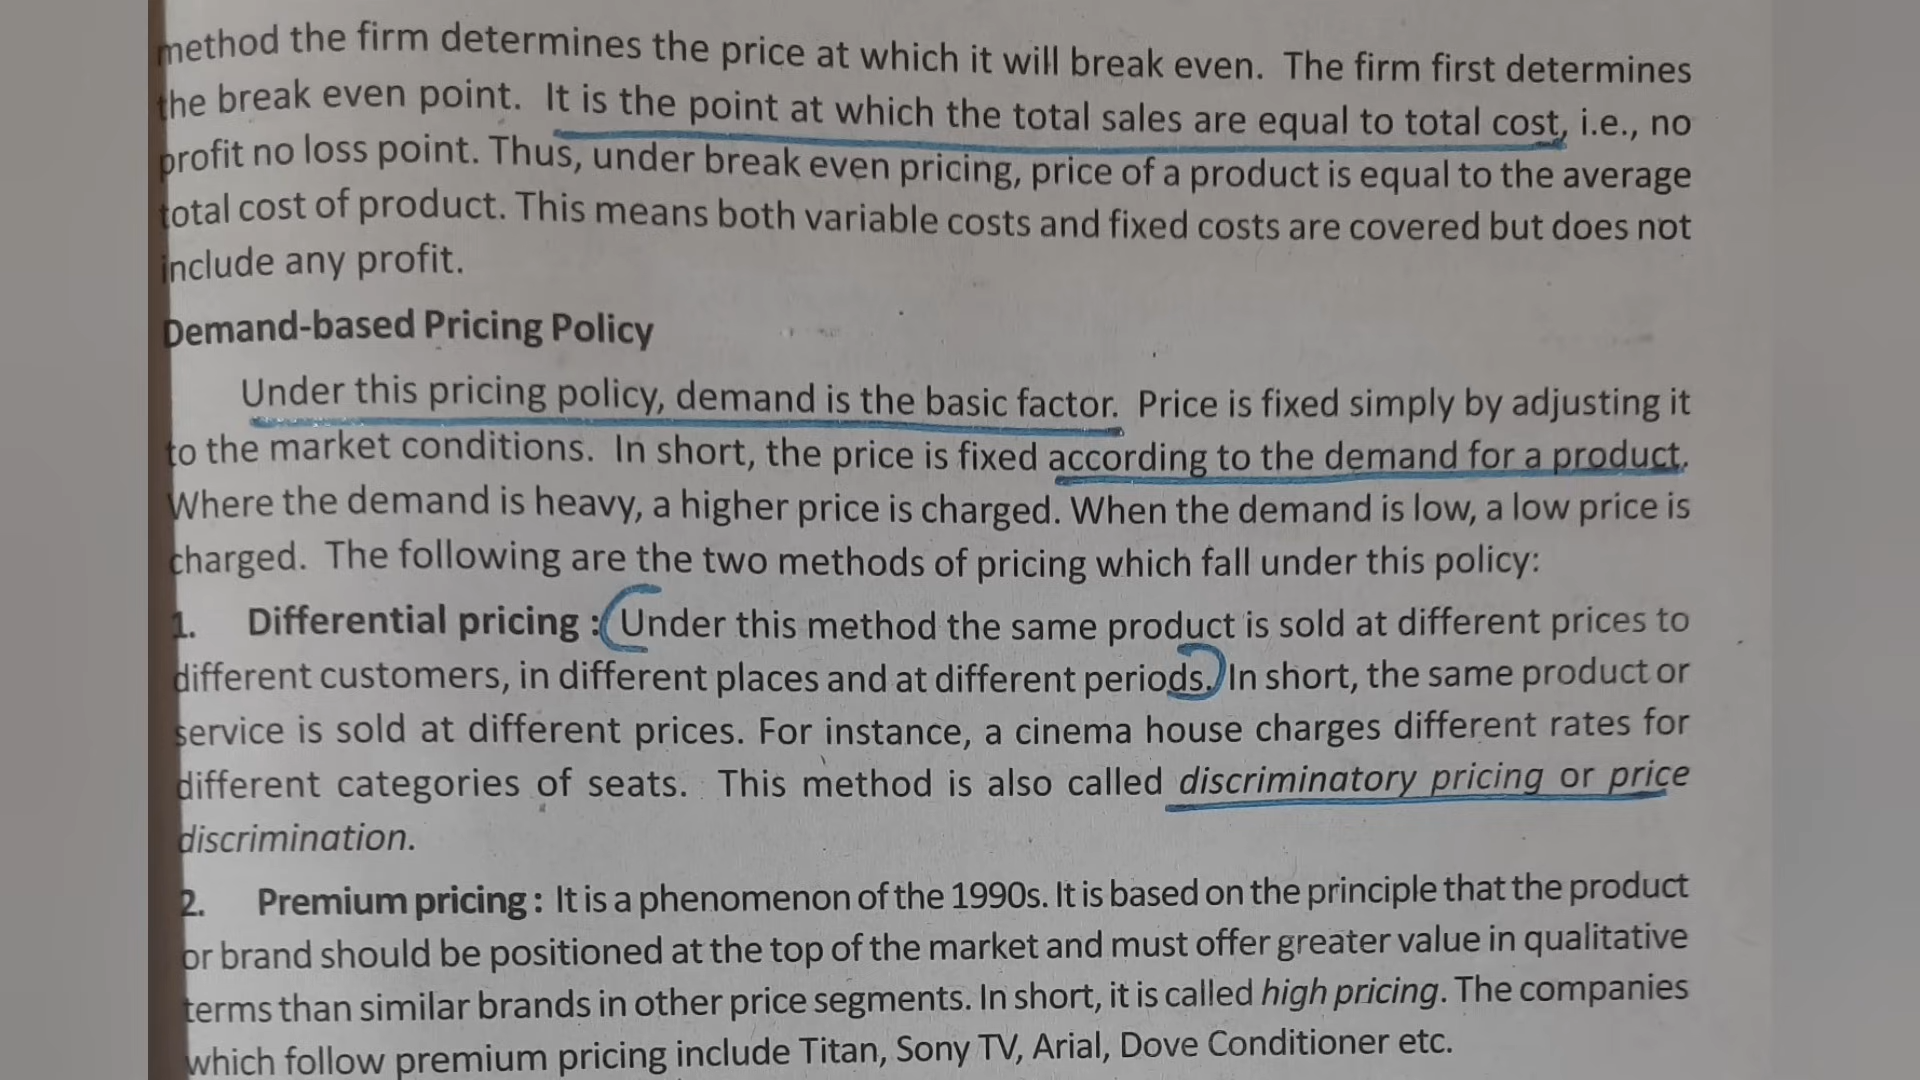 method the firm determines the price at which it will break even. The firm first determines
the break even point. It is the point at which the total sales are equal to total cost, i.e., no
profit no loss point. Thus, under break even pricing, price of a product is equal to the average
total cost of product. This means both variable costs and fixed costs are covered but does not
include any profit.
Demand-based Pricing Policy
Under this pricing policy, demand is the basic factor. Price is fixed simply by adjusting it
to the market conditions. In short, the price is fixed according to the demand for a product.
Where the demand is heavy, a higher price is charged. When the demand is low, a low price is
charged. The following are the two methods of pricing which fall under this policy:
1. Differential pricing : Under this method the same product is sold at different prices to
different customers, in different places and at different periods. In short, the same product or
service is sold at different prices. For instance, a cinema house charges different rates for
different categories of seats. This method is also called discriminatory pricing or price
discrimination.
2. Premium pricing : It is a phenomenon of the 1990s. It is based on the principle that the product
or brand should be positioned at the top of the market and must offer greater value in qualitative
terms than similar brands in other price segments. In short, it is called high pricing. The companies
which follow premium pricing include Titan, Sony TV, Arial, Dove Conditioner etc.